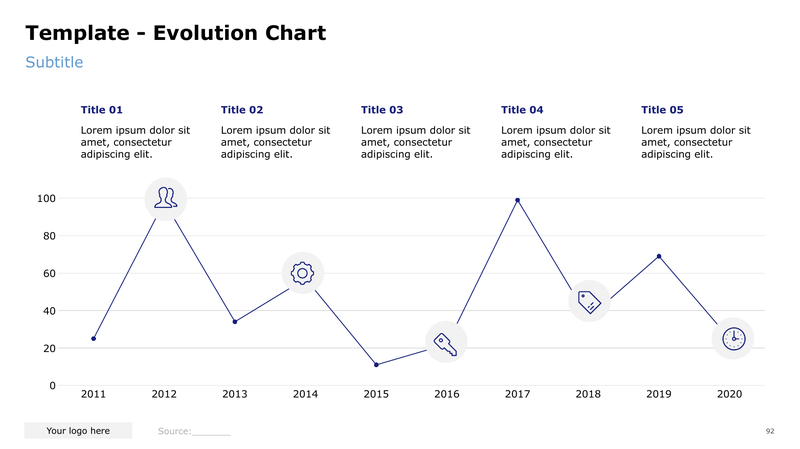 Template - Evolution Chart
Subtitle
Title 01
Lorem ipsum dolor sit
amet, consectetur
adipiscing elit.
Title 02
Lorem ipsum dolor sit
amet, consectetur
adipiscing elit.
Title 03
Lorem ipsum dolor sit
amet, consectetur
adipiscing elit.
Title 04
Lorem ipsum dolor sit
amet, consectetur
adipiscing elit.
Title 05
Lorem ipsum dolor sit
amet, consectetur
adipiscing elit.
100
80
60
40
20
0
2011 2012 2013 2014 2015 2016 2017 2018 2019 2020
Your logo here
Source:_______
92